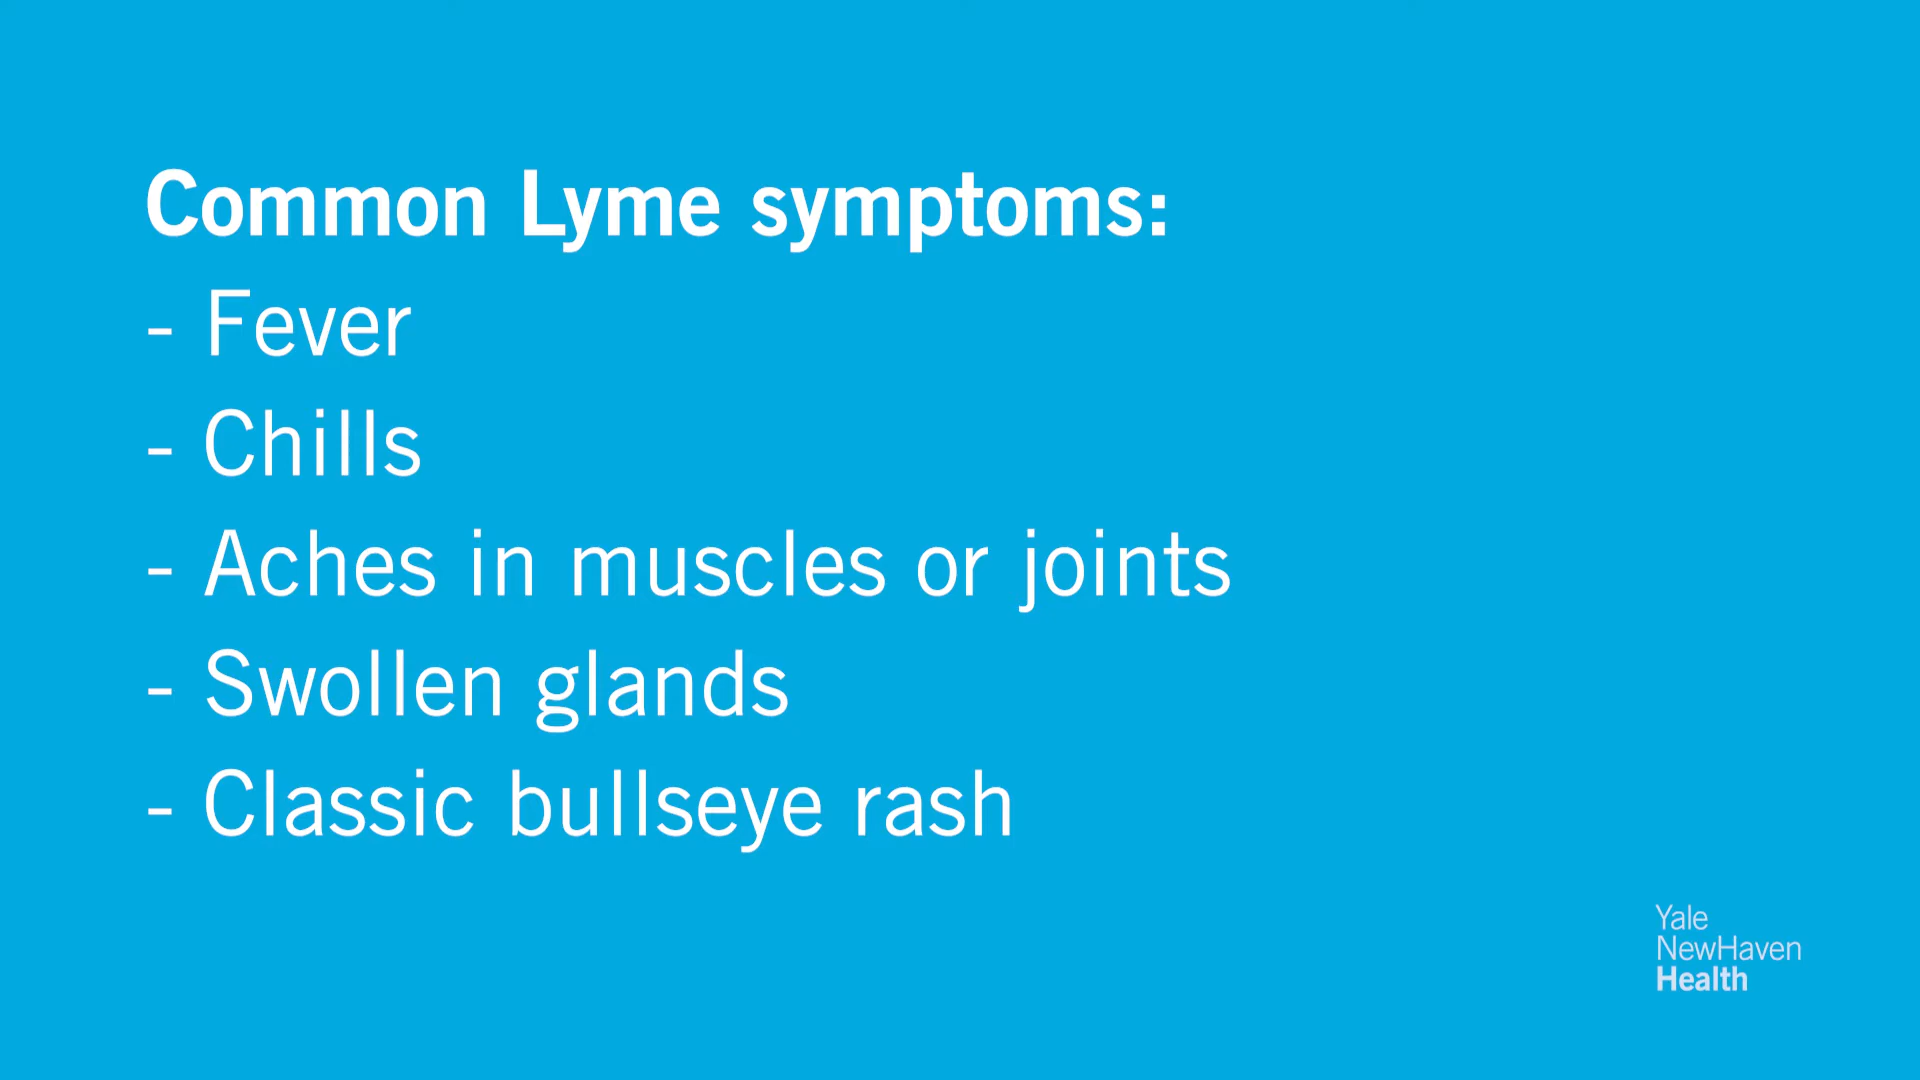 Common Lyme symptoms:
- Fever
- Chills
- Aches in muscles or joints
- Swollen glands
- Classic bullseye rash
Yale
NewHaven
Health